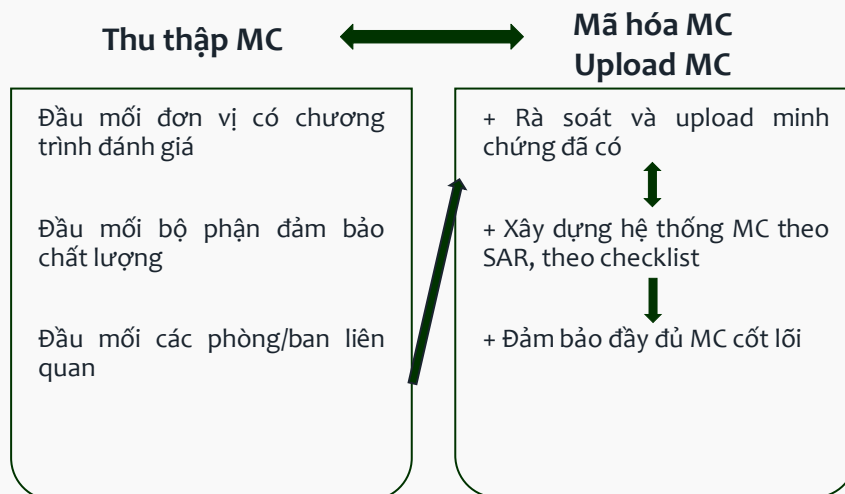 Thu thập MC
Mã hóa MC
Upload MC
Đầu mối đơn vị có chương
trình đánh giá
Đầu mối bộ phận đảm bảo
chất lượng
Đầu mối các phòng/ban liên
quan
+ Rà soát và upload minh
chứng đã có
+ Xây dựng hệ thống MC theo
SAR, theo checklist
+ Đảm bảo đầy đủ MC cốt lõi